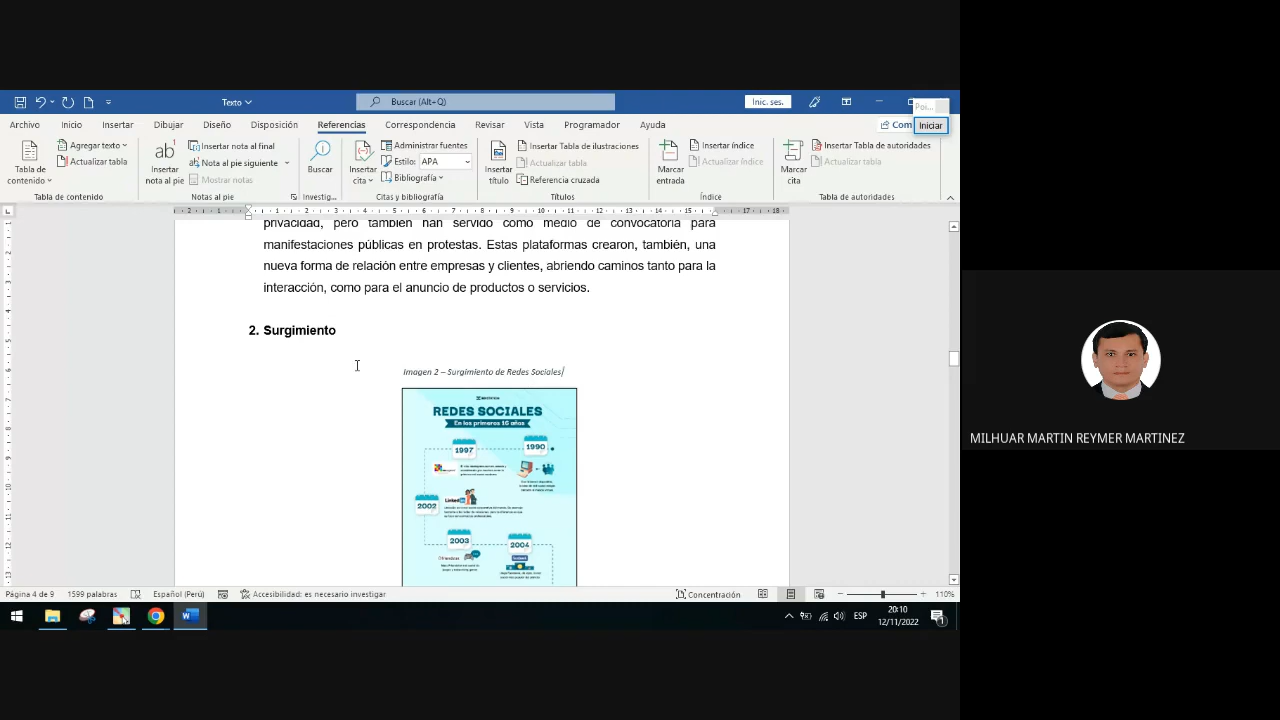 Texto
Buscar (Alt+Q)
Inic. ses.
Pos...
Archivo Inicio Insertar Dibujar Diseño Disposición Referencias Correspondencia Revisar Vista Programador Ayuda Com Iniciar
Tabla de contenido
Agregar texto
Actualizar tabla
Tabla de contenido
ab
Insertar nota al pie
Insertar nota al final
Nota al pie siguiente
Mostrar notas
Notas al pie
Buscar
Investig...
Insertar cita
Administrar fuentes
Estilo: APA
Bibliografía
Citas y bibliografía
Insertar título
Insertar Tabla de ilustraciones
Actualizar tabla
Referencia cruzada
Títulos
Marcar entrada
Insertar índice
Actualizar índice
Índice
Marcar cita
Insertar Tabla de autoridades
Actualizar tabla
Tabla de autoridades
privacidad, pero también han servido como medio de convocatoria para
manifestaciones públicas en protestas. Estas plataformas crearon, también, una
nueva forma de relación entre empresas y clientes, abriendo caminos tanto para la
interacción, como para el anuncio de productos o servicios.
2. Surgimiento
Imagen 2 – Surgimiento de Redes Sociales
REDES SOCIALES
En los primeros 15 años
1997 1990
LinkedIn
2002
2003 2004
MILHUAR MARTIN REYMER MARTINEZ
Página 4 de 9 1599 palabras Español (Perú) Accesibilidad: es necesario investigar Concentración 110%
ESP
20:10
12/11/2022
1